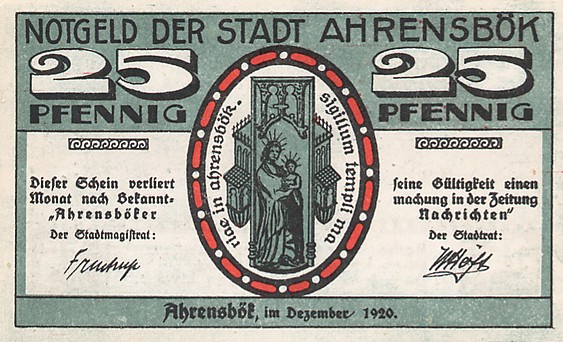 NOTGELD DER STADT AHRENSBÖK
25 25
PFENNIG PFENNIG
sigillum templi ma
riae in ahrensbök.
Dieser Schein verliert seine Gültigkeit einen
Monat nach Bekannt- machung in der Zeitung
„Ahrensböker Nachrichten“
Der Stadtmagistrat: Der Stadtrat:
Ahrensbök, im Dezember 1920.